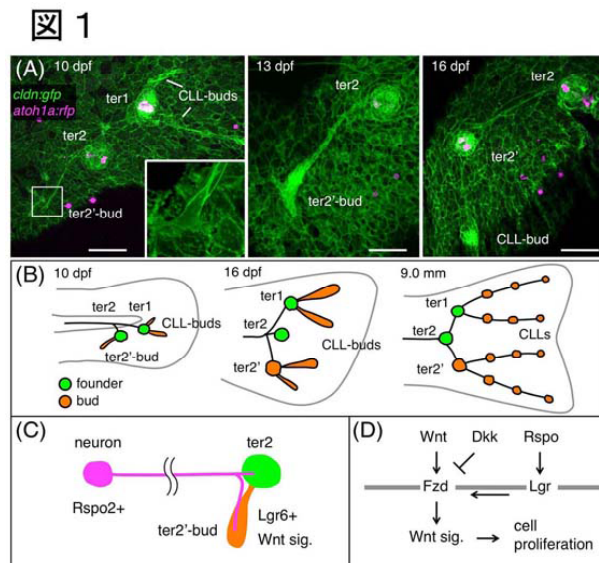 図１
(A) 10 dpf
cldn:gfp
atoh1a:rfp
ter1
CLL-buds
ter2
ter2'-bud
13 dpf
ter2
ter2'-bud
16 dpf
ter2
ter2'
CLL-bud
(B) 10 dpf
ter2 ter1
CLL-buds
ter2'-bud
founder
bud
16 dpf
ter1
ter2
CLL-buds
ter2'
9.0 mm
ter1
ter2
CLLs
ter2'
(C)
neuron
ter2
Rspo2+
ter2'-bud
Lgr6+
Wnt sig.
(D)
Wnt Dkk Rspo
Fzd Lgr
Wnt sig. cell
proliferation